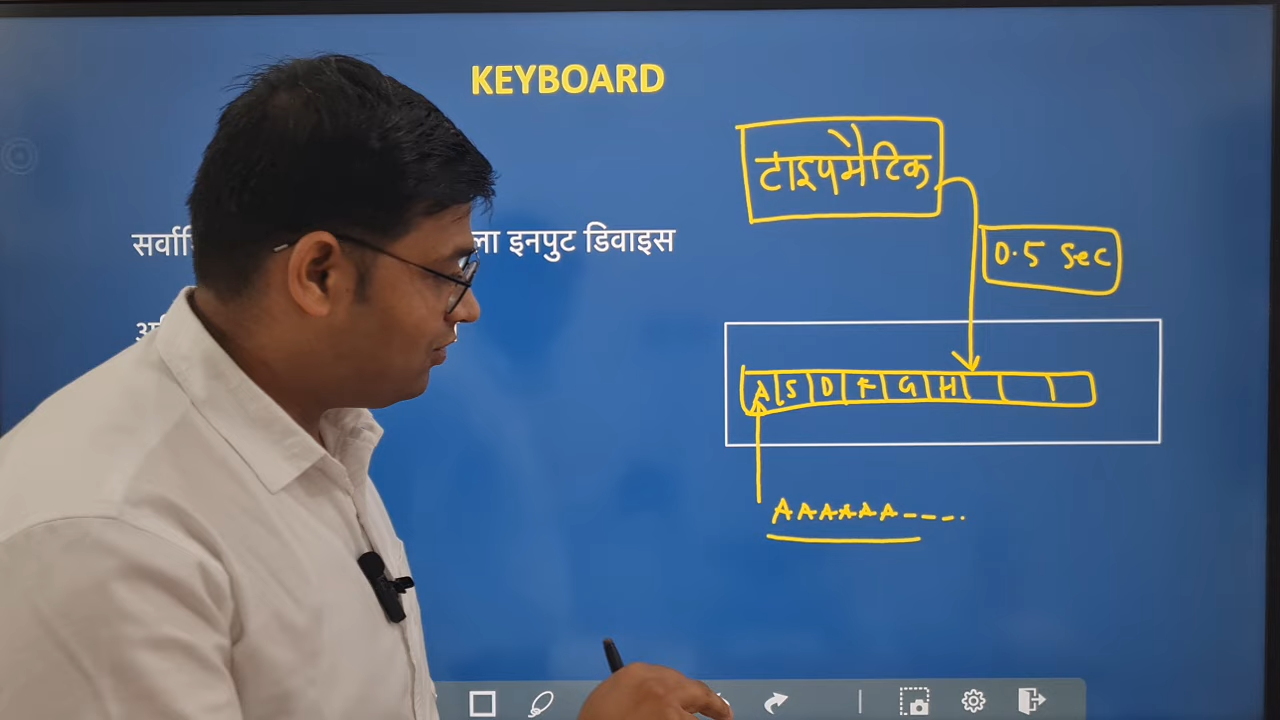 KEYBOARD
टाइपमैटिक
0.5 Sec
इनपुट डिवाइस
A S D F G H
AAAAAA----.